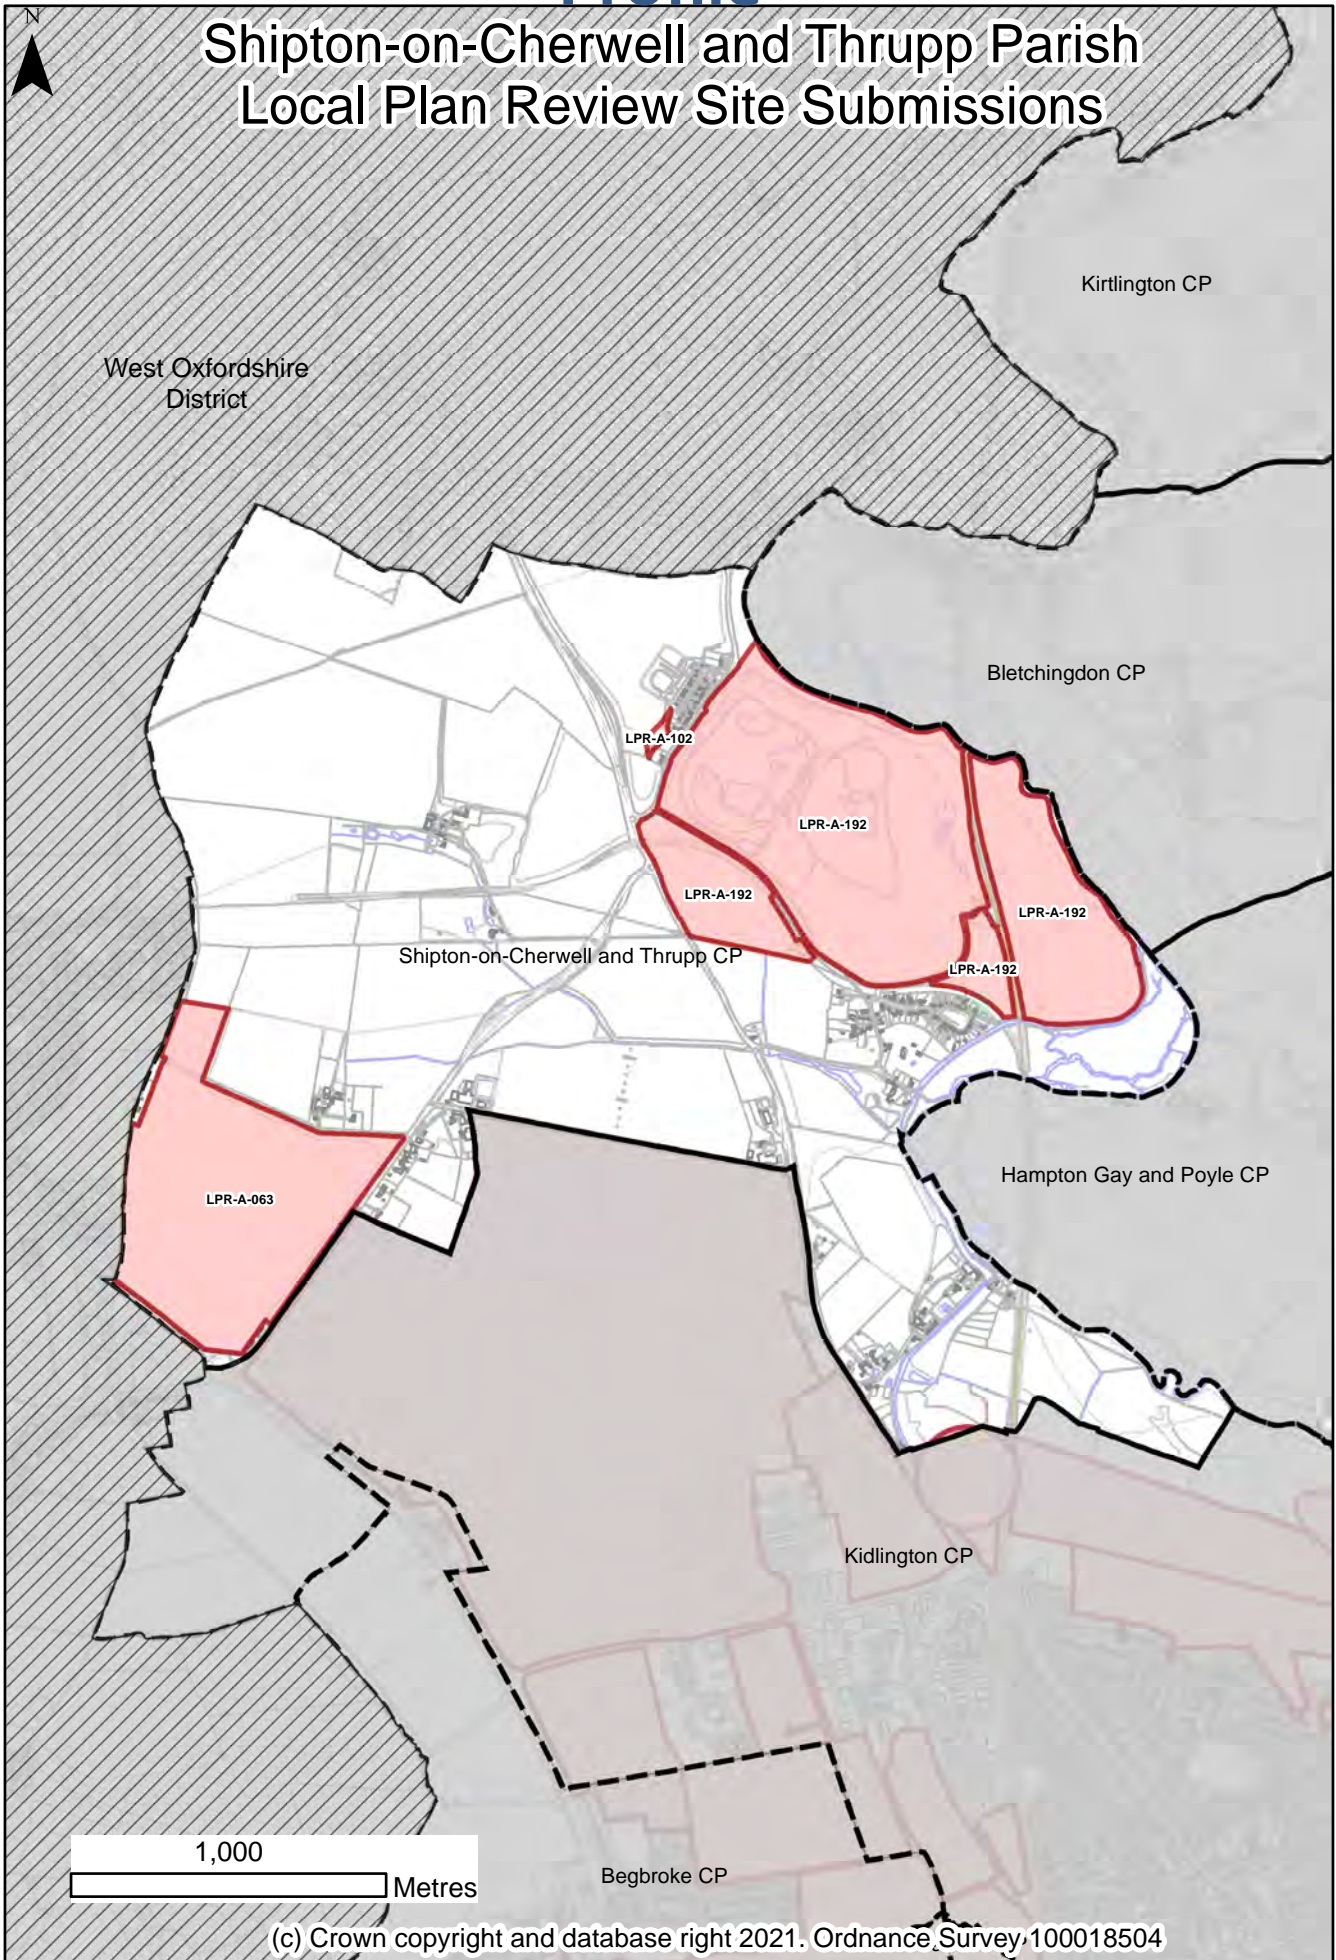 N
Shipton-on-Cherwell and Thrupp Parish
Local Plan Review Site Submissions
Kirtlington CP
West Oxfordshire
District
Bletchingdon CP
LPR-A-102
LPR-A-192
LPR-A-192
LPR-A-192
Shipton-on-Cherwell and Thrupp CP
LPR-A-192
Hampton Gay and Poyle CP
LPR-A-063
Kidlington CP
1,000
Metres
Begbroke CP
(c) Crown copyright and database right 2021. Ordnance Survey 100018504